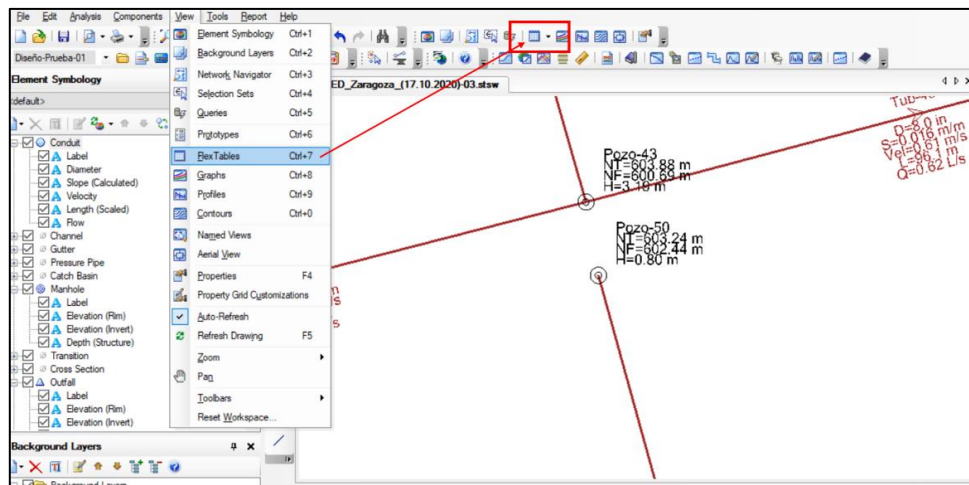 File Edit Analysis Components View Tools Report Help
Diseño-Prueba-01
ED_Zaragoza_(17.10.2020)-03.stsw
Element Symbology
<default>
Conduit
Label
Diameter
Slope (Calculated)
Velocity
Length (Scaled)
Flow
Channel
Gutter
Pressure Pipe
Catch Basin
Manhole
Label
Elevation (Rim)
Elevation (Invert)
Depth (Structure)
Transition
Cross Section
Outfall
Label
Elevation (Rim)
Elevation (Invert)
Background Layers
Background Layers
Element Symbology Ctrl+1
Background Layers Ctrl+2
Network Navigator Ctrl+3
Selection Sets Ctrl+4
Queries Ctrl+5
Prototypes Ctrl+6
FlexTables Ctrl+7
Graphs Ctrl+8
Profiles Ctrl+9
Contours Ctrl+0
Named Views
Aerial View
Properties F4
Property Grid Customizations
Auto-Refresh
Refresh Drawing F5
Zoom
Pan
Toolbars
Reset Workspace...
Pozo-43
NT=603.88 m
NF=600.69 m
H=3.19 m
Pozo-50
NT=603.24 m
NF=602.44 m
H=0.80 m
D=8.0 in
S=0.016 m/m
Vel=0.61 m/s
L=96.1 m
Q=0.62 L/s